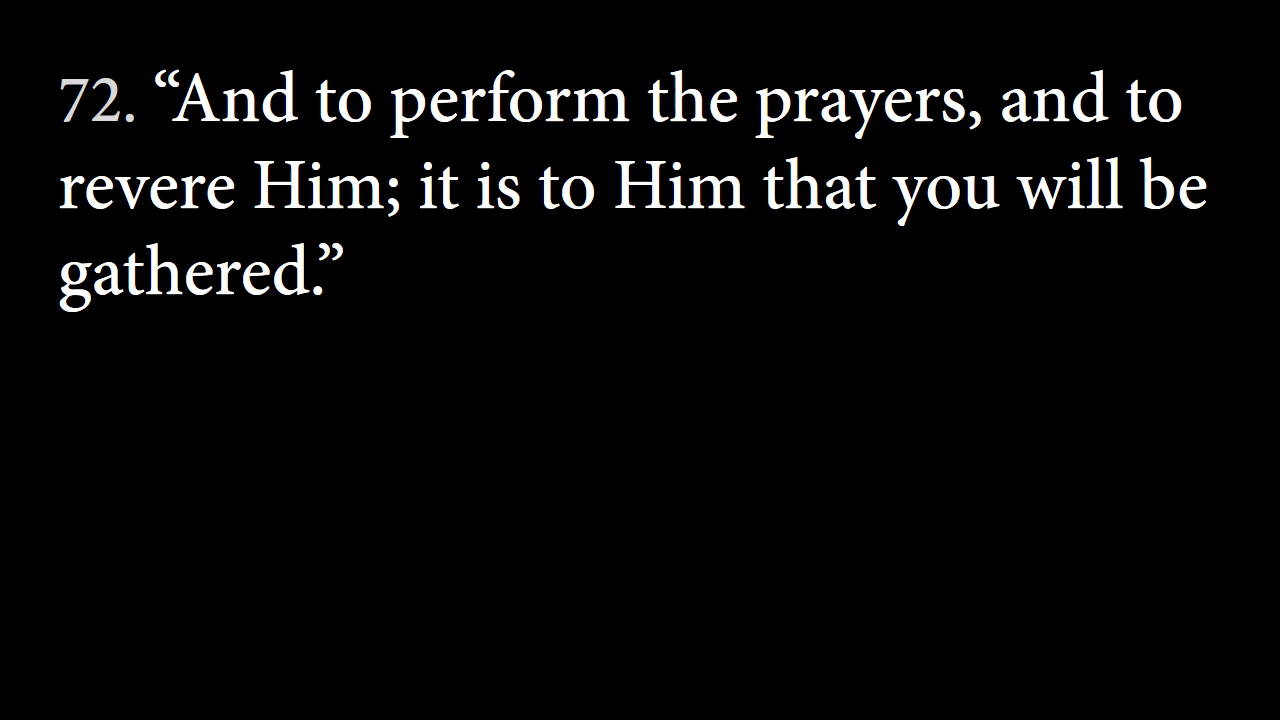 72. “And to perform the prayers, and to
revere Him; it is to Him that you will be
gathered.”